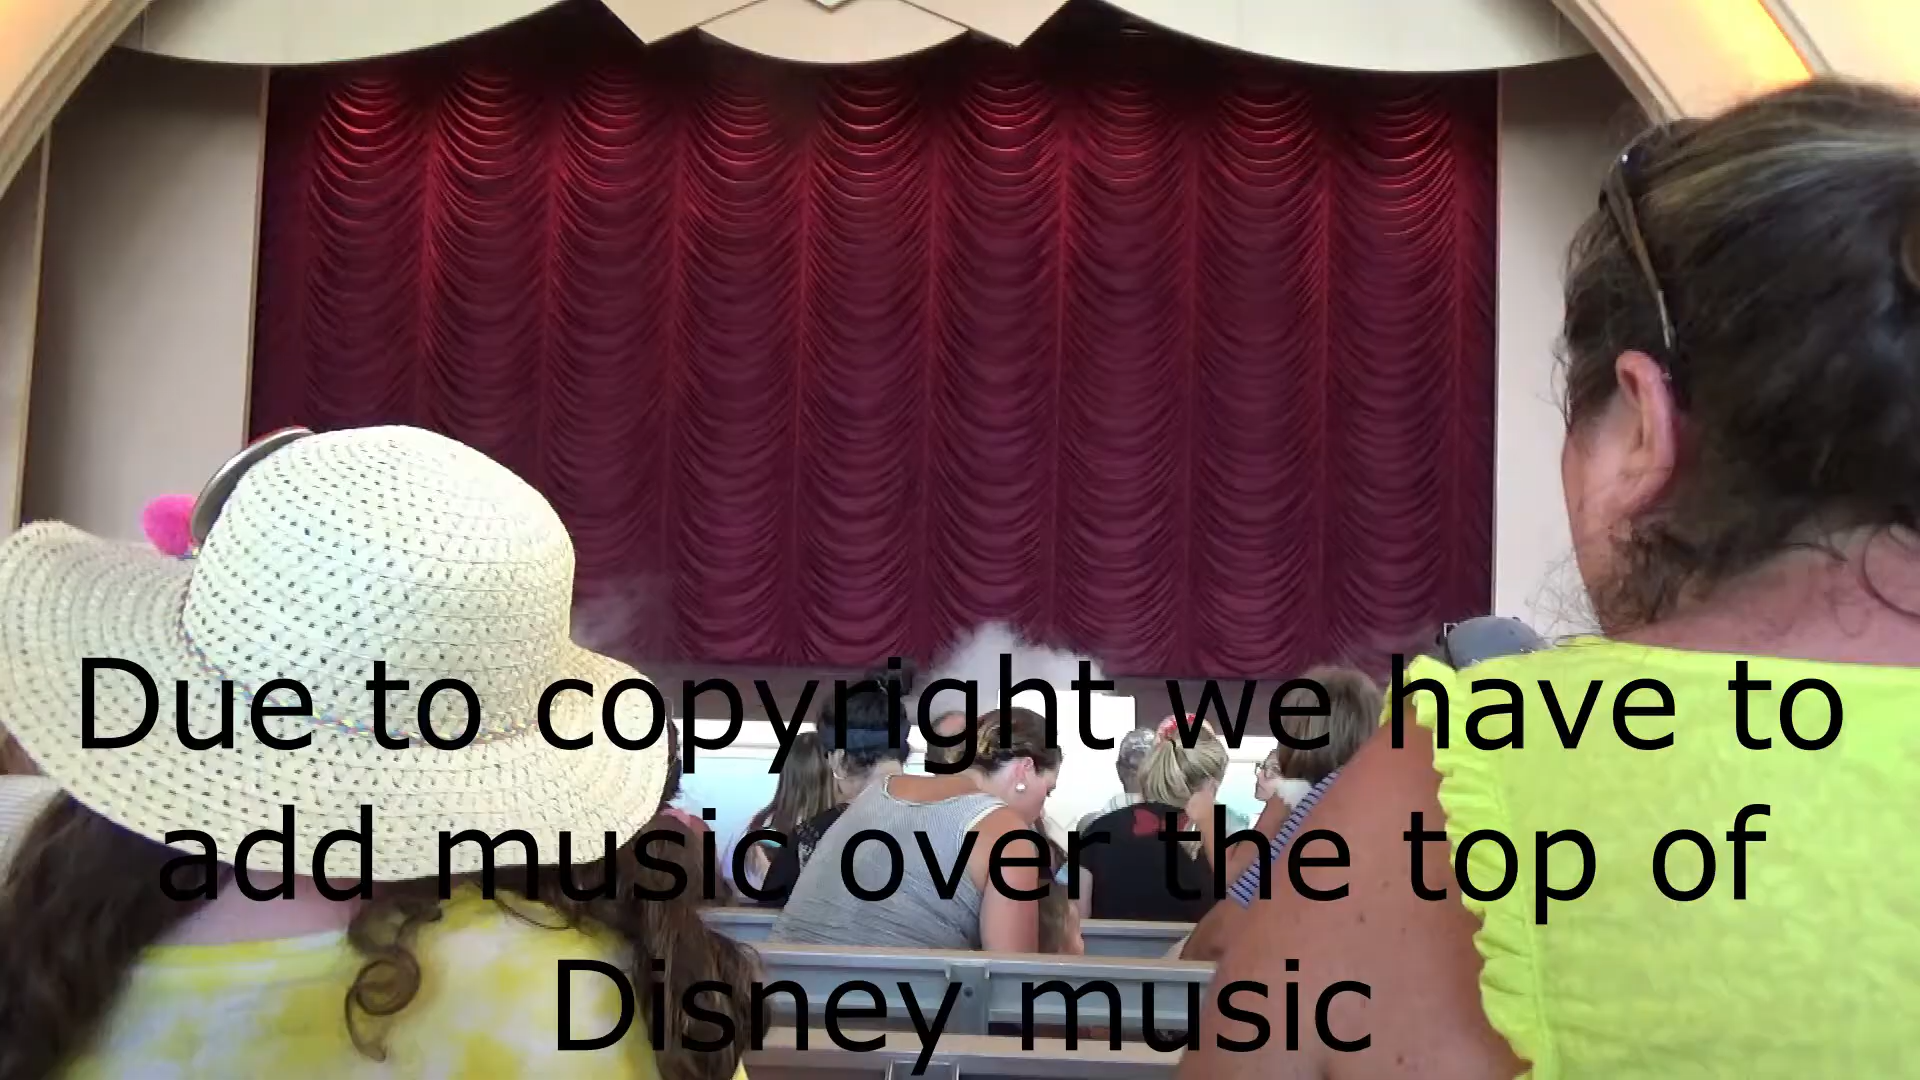 Due to copyright we have to
add music over the top of
Disney music